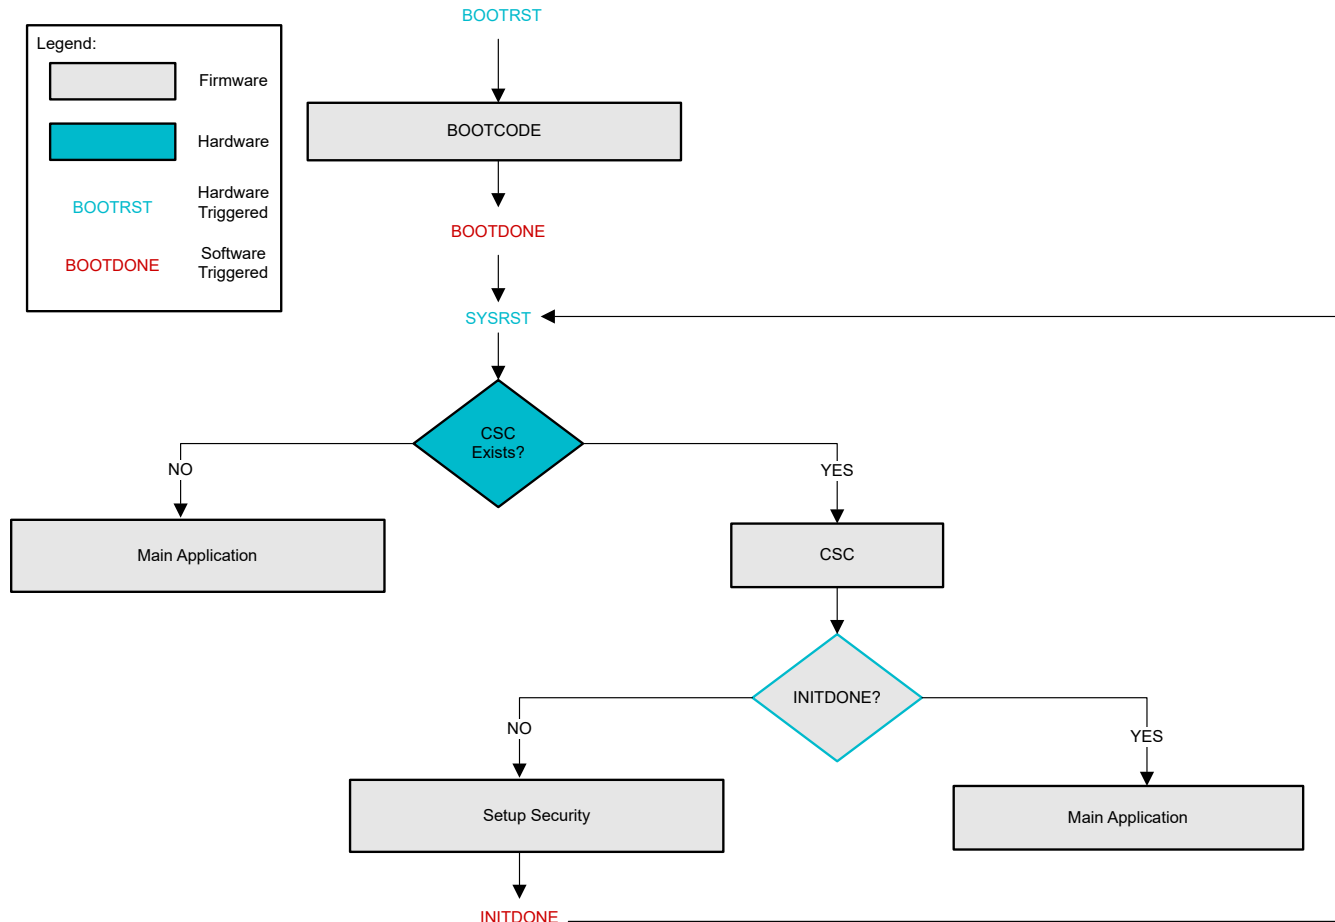 BOOTRST
Legend:
Firmware
BOOTCODE
Hardware
BOOTRST
Hardware
Triggered
BOOTDONE
BOOTDONE
Software
Triggered
SYSRST
CSC
Exists?
NO
YES
Main Application
CSC
INITDONE?
NO
YES
Setup Security
Main Application
INITDONE